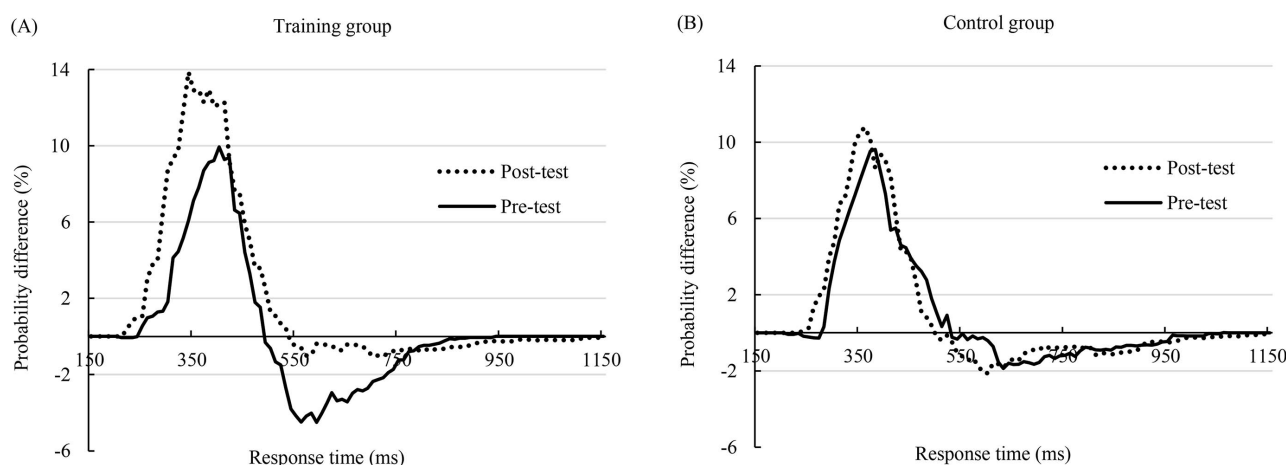 (A)
Training group
Probability difference (%)
14
10
6
2
-2
-6
150
350
550
750
950
1150
Post-test
Pre-test
Response time (ms)
(B)
Control group
Probability difference (%)
14
10
6
2
-2
-6
150
350
550
750
950
1150
Post-test
Pre-test
Response time (ms)